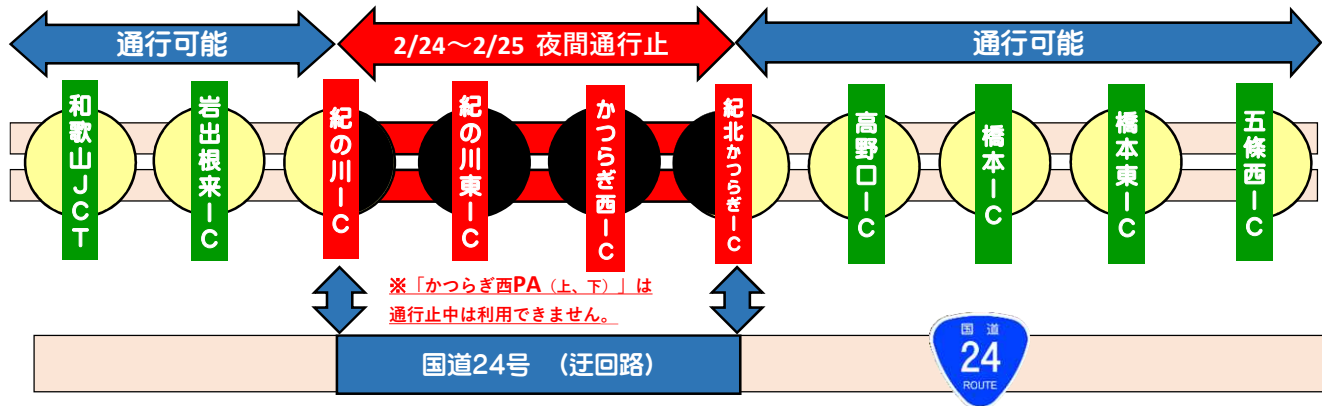 通行可能
2/24～2/25 夜間通行止
通行可能
和歌山JCT
岩出根来IC
紀の川IC
紀の川東IC
かつらぎ西IC
紀北かつらぎIC
高野口IC
橋本IC
橋本東IC
五條西IC
※「かつらぎ西PA（上、下）」は
通行止中は利用できません。
国道24号 （迂回路）
国道
24
ROUTE